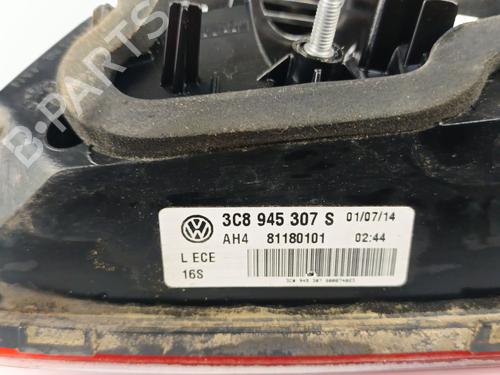 B-PARTS
3C8 945 307 S 01/07/14
AH4 81180101 02:44
L ECE
16S